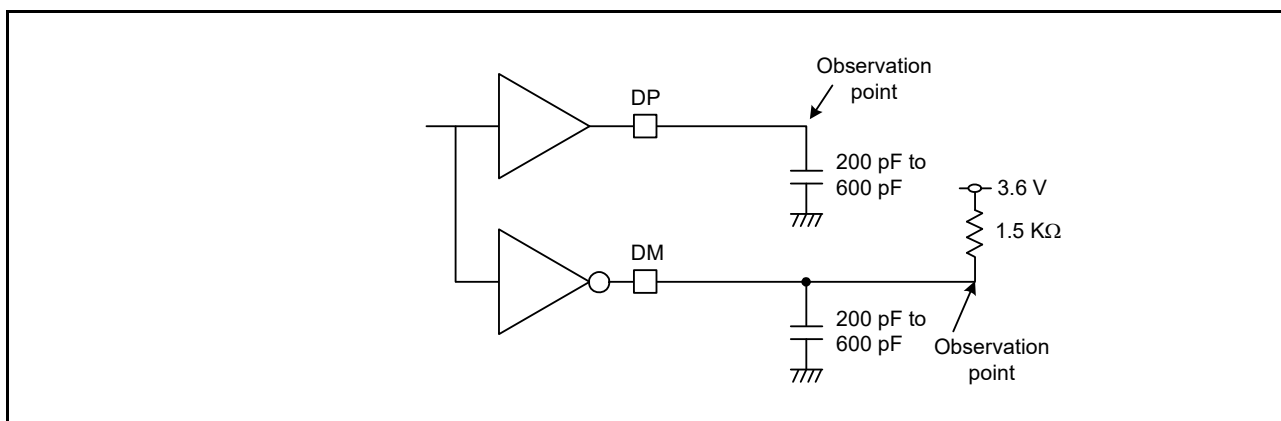 Observation
point
DP
200 pF to
600 pF
3.6 V
1.5 KΩ
DM
200 pF to
600 pF
Observation
point